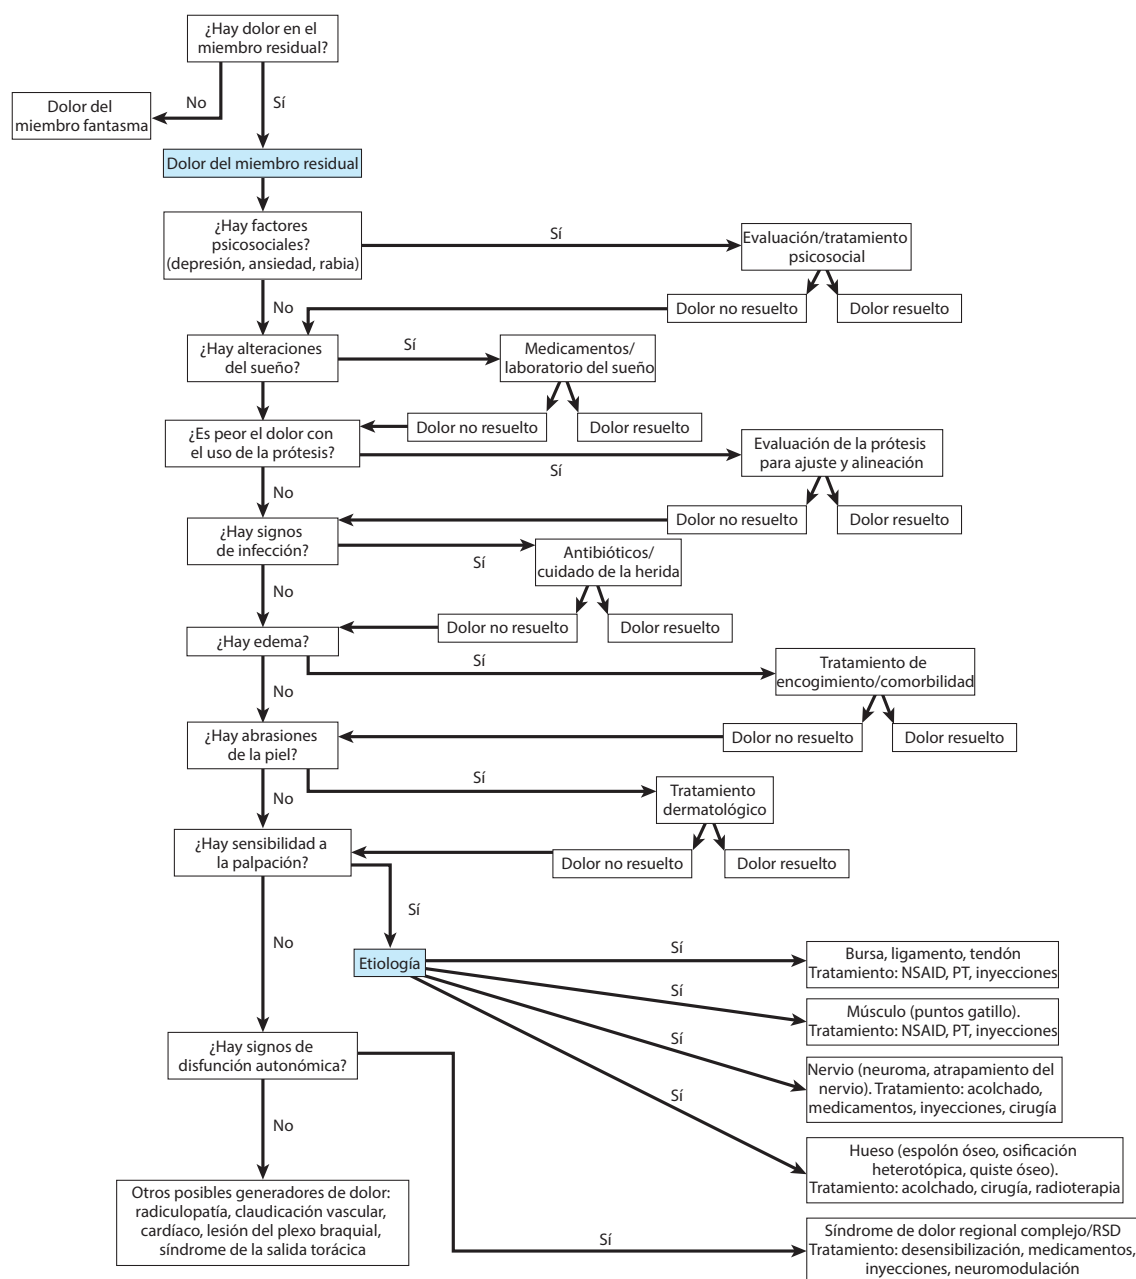 ¿Hay dolor en el
miembro residual?
No
Sí
Dolor del
miembro fantasma
Dolor del miembro residual
¿Hay factores
psicosociales?
(depresión, ansiedad, rabia)
Sí
Evaluación/tratamiento
psicosocial
No
Dolor no resuelto
Dolor resuelto
¿Hay alteraciones
del sueño?
Sí
Medicamentos/
laboratorio del sueño
Dolor no resuelto
Dolor resuelto
¿Es peor el dolor con
el uso de la prótesis?
Sí
Evaluación de la prótesis
para ajuste y alineación
No
Dolor no resuelto
Dolor resuelto
¿Hay signos
de infección?
Sí
Antibióticos/
cuidado de la herida
No
Dolor no resuelto
Dolor resuelto
¿Hay edema?
Sí
Tratamiento de
encogimiento/comorbilidad
No
Dolor no resuelto
Dolor resuelto
¿Hay abrasiones
de la piel?
Sí
Tratamiento
dermatológico
No
Dolor no resuelto
Dolor resuelto
¿Hay sensibilidad a
la palpación?
Sí
No
Etiología
Sí
Bursa, ligamento, tendón
Tratamiento: NSAID, PT, inyecciones
Sí
Músculo (puntos gatillo).
Tratamiento: NSAID, PT, inyecciones
Sí
Nervio (neuroma, atrapamiento del
nervio). Tratamiento: acolchado,
medicamentos, inyecciones, cirugía
Sí
Hueso (espolón óseo, osificación
heterotópica, quiste óseo).
Tratamiento: acolchado, cirugía, radioterapia
¿Hay signos de
disfunción autonómica?
No
Otros posibles generadores de dolor:
radiculopatía, claudicación vascular,
cardíaco, lesión del plexo braquial,
síndrome de la salida torácica
Sí
Síndrome de dolor regional complejo/RSD
Tratamiento: desensibilización, medicamentos,
inyecciones, neuromodulación